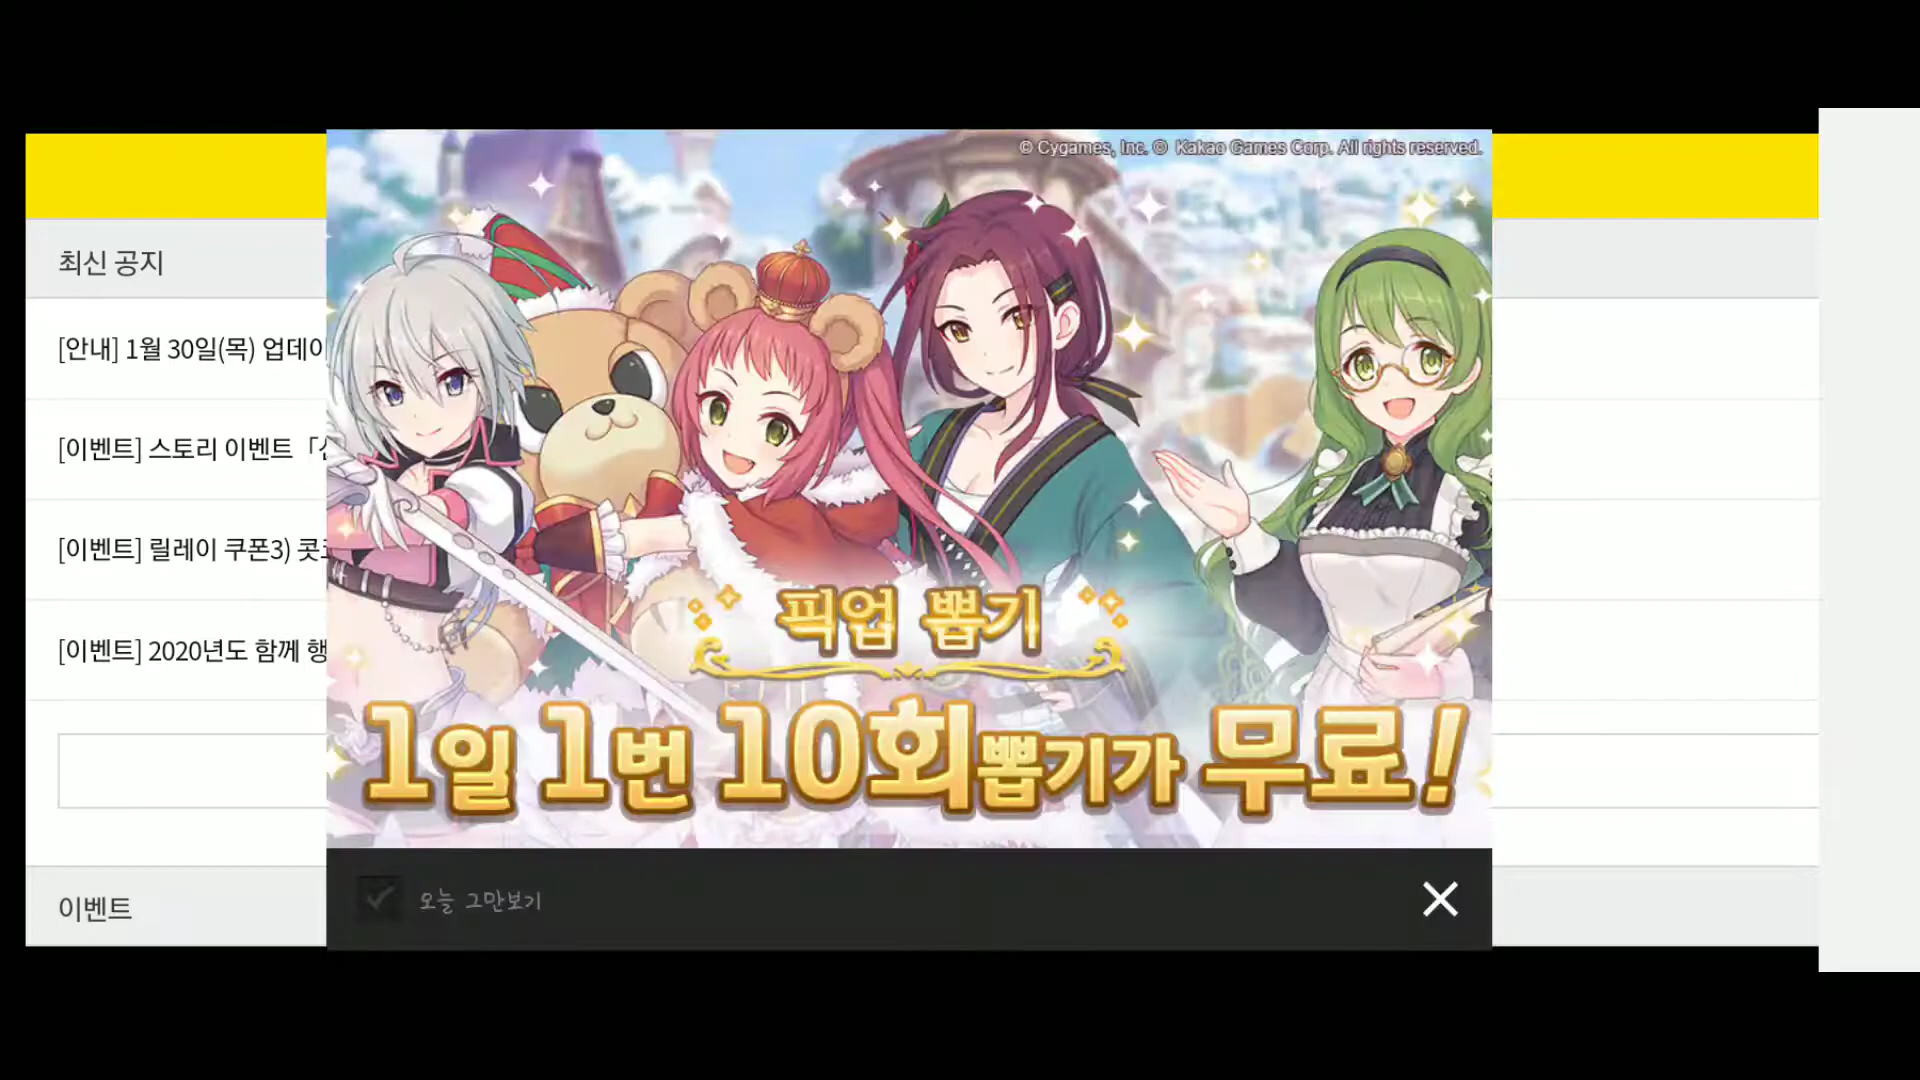 © Cygames, Inc. © Kakao Games Corp. All rights reserved.
최신 공지
[안내] 1월 30일(목) 업데이
[이벤트] 스토리 이벤트「
[이벤트] 릴레이 쿠폰3)
[이벤트] 2020년도 함께 행
픽업 뽑기
1일 1번 10회뽑기가 무료!
오늘 그만보기
이벤트